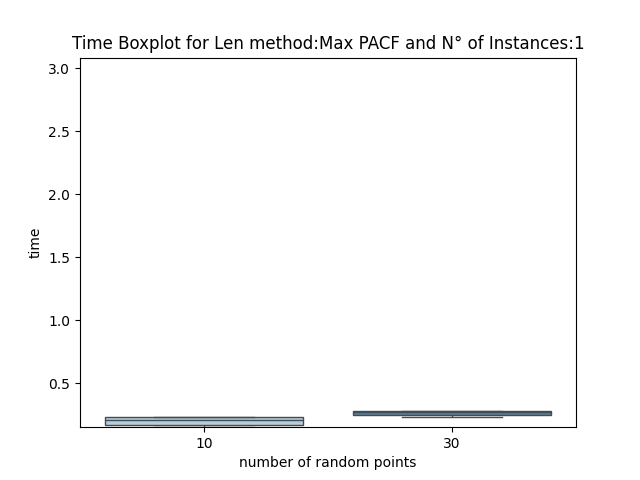 Time Boxplot for Len method:Max PACF and N° of Instances:1
3.0
2.5
2.0
1.5
1.0
0.5
time
10
30
number of random points